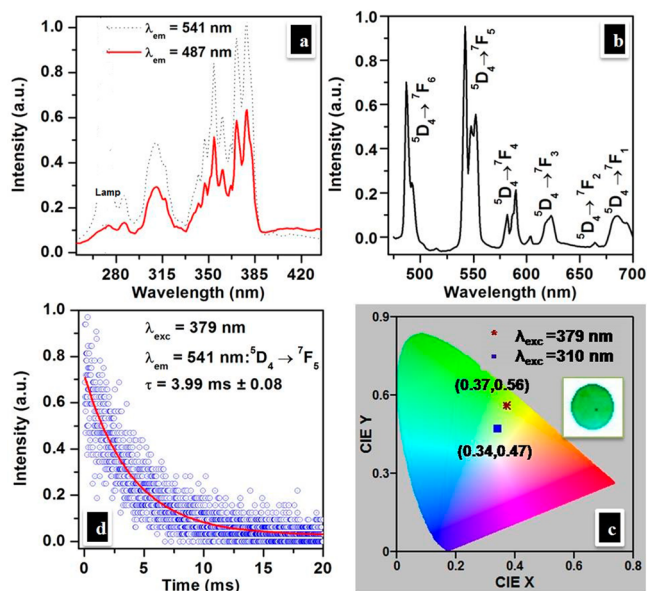 λem = 541 nm
λem = 487 nm
a
Lamp
1.0
0.8
0.6
0.4
0.2
0.0
Intensity (a.u.)
280 315 350 385 420
Wavelength (nm)
b
⁵D₄→⁷F₆
⁵D₄→⁷F₅
⁵D₄→⁷F₄
⁵D₄→⁷F₃
⁵D₄→⁷F₂
⁵D₄→⁷F₁
1.0
0.8
0.6
0.4
0.2
0.0
Intensity (a.u.)
500 550 600 650 700
Wavelength (nm)
λexc = 379 nm
λem = 541 nm:⁵D₄ → ⁷F₅
τ = 3.99 ms ± 0.08
d
1.0
0.8
0.6
0.4
0.2
0.0
Intensity (a.u.)
0 5 10 15 20
Time (ms)
λexc =379 nm
λexc =310 nm
(0.37,0.56)
(0.34,0.47)
c
0.9
0.6
0.3
0.0
CIE Y
0.0 0.2 0.4 0.6 0.8
CIE X